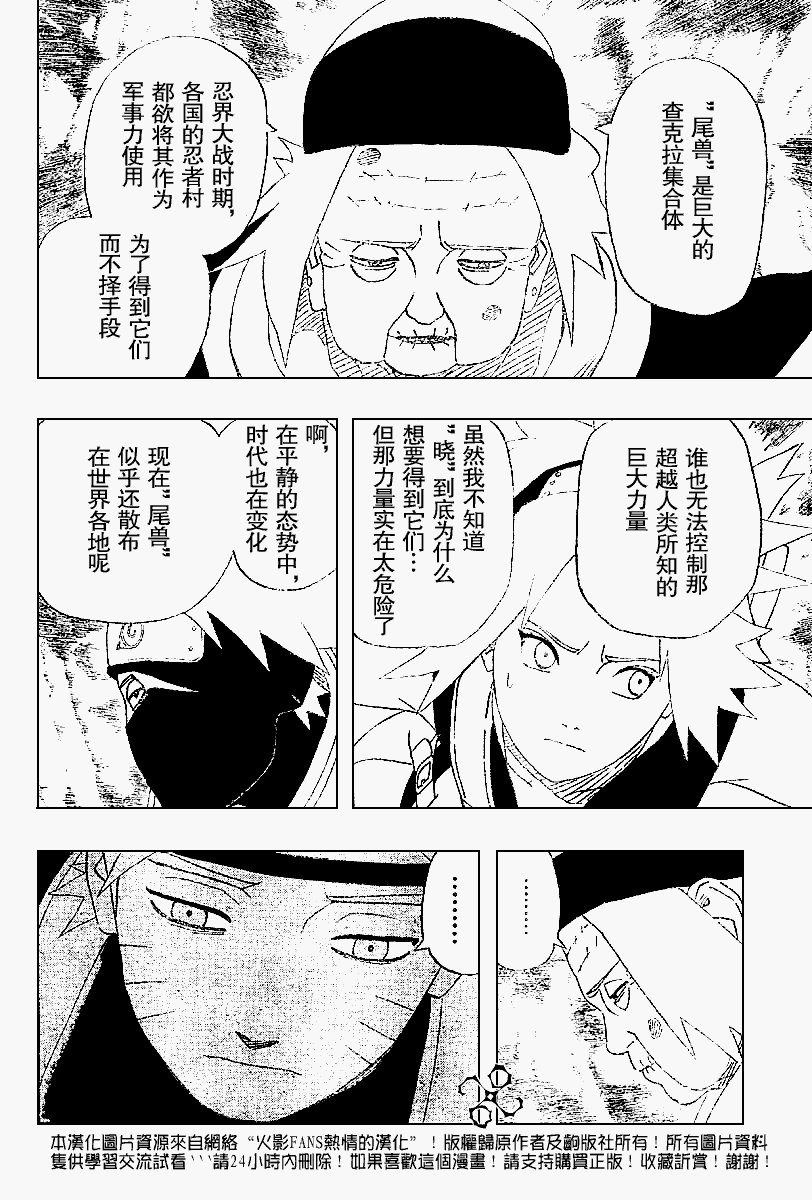 ”尾兽”是巨大的
查克拉集合体
忍界大战时期，
各国的忍者村
都欲将其作为
军事力使用
为了得到它们
而不择手段
谁也无法控制那
超越人类所知的
巨大力量
虽然我不知道
”晓”到底为什么
想要得到它们…
但那力量实在太危险了
啊，
在平静的态势中，
时代也在变化
现在”尾兽”
似乎还散布
在世界各地呢
………
………
本漢化圖片資源來自網絡“火影FANS熱情的漢化”！版權歸原作者及齣版社所有！所有圖片資料
隻供學習交流試看```請24小時內刪除！如果喜歡這個漫畫！請支持購買正版！收藏訢賞！謝謝！